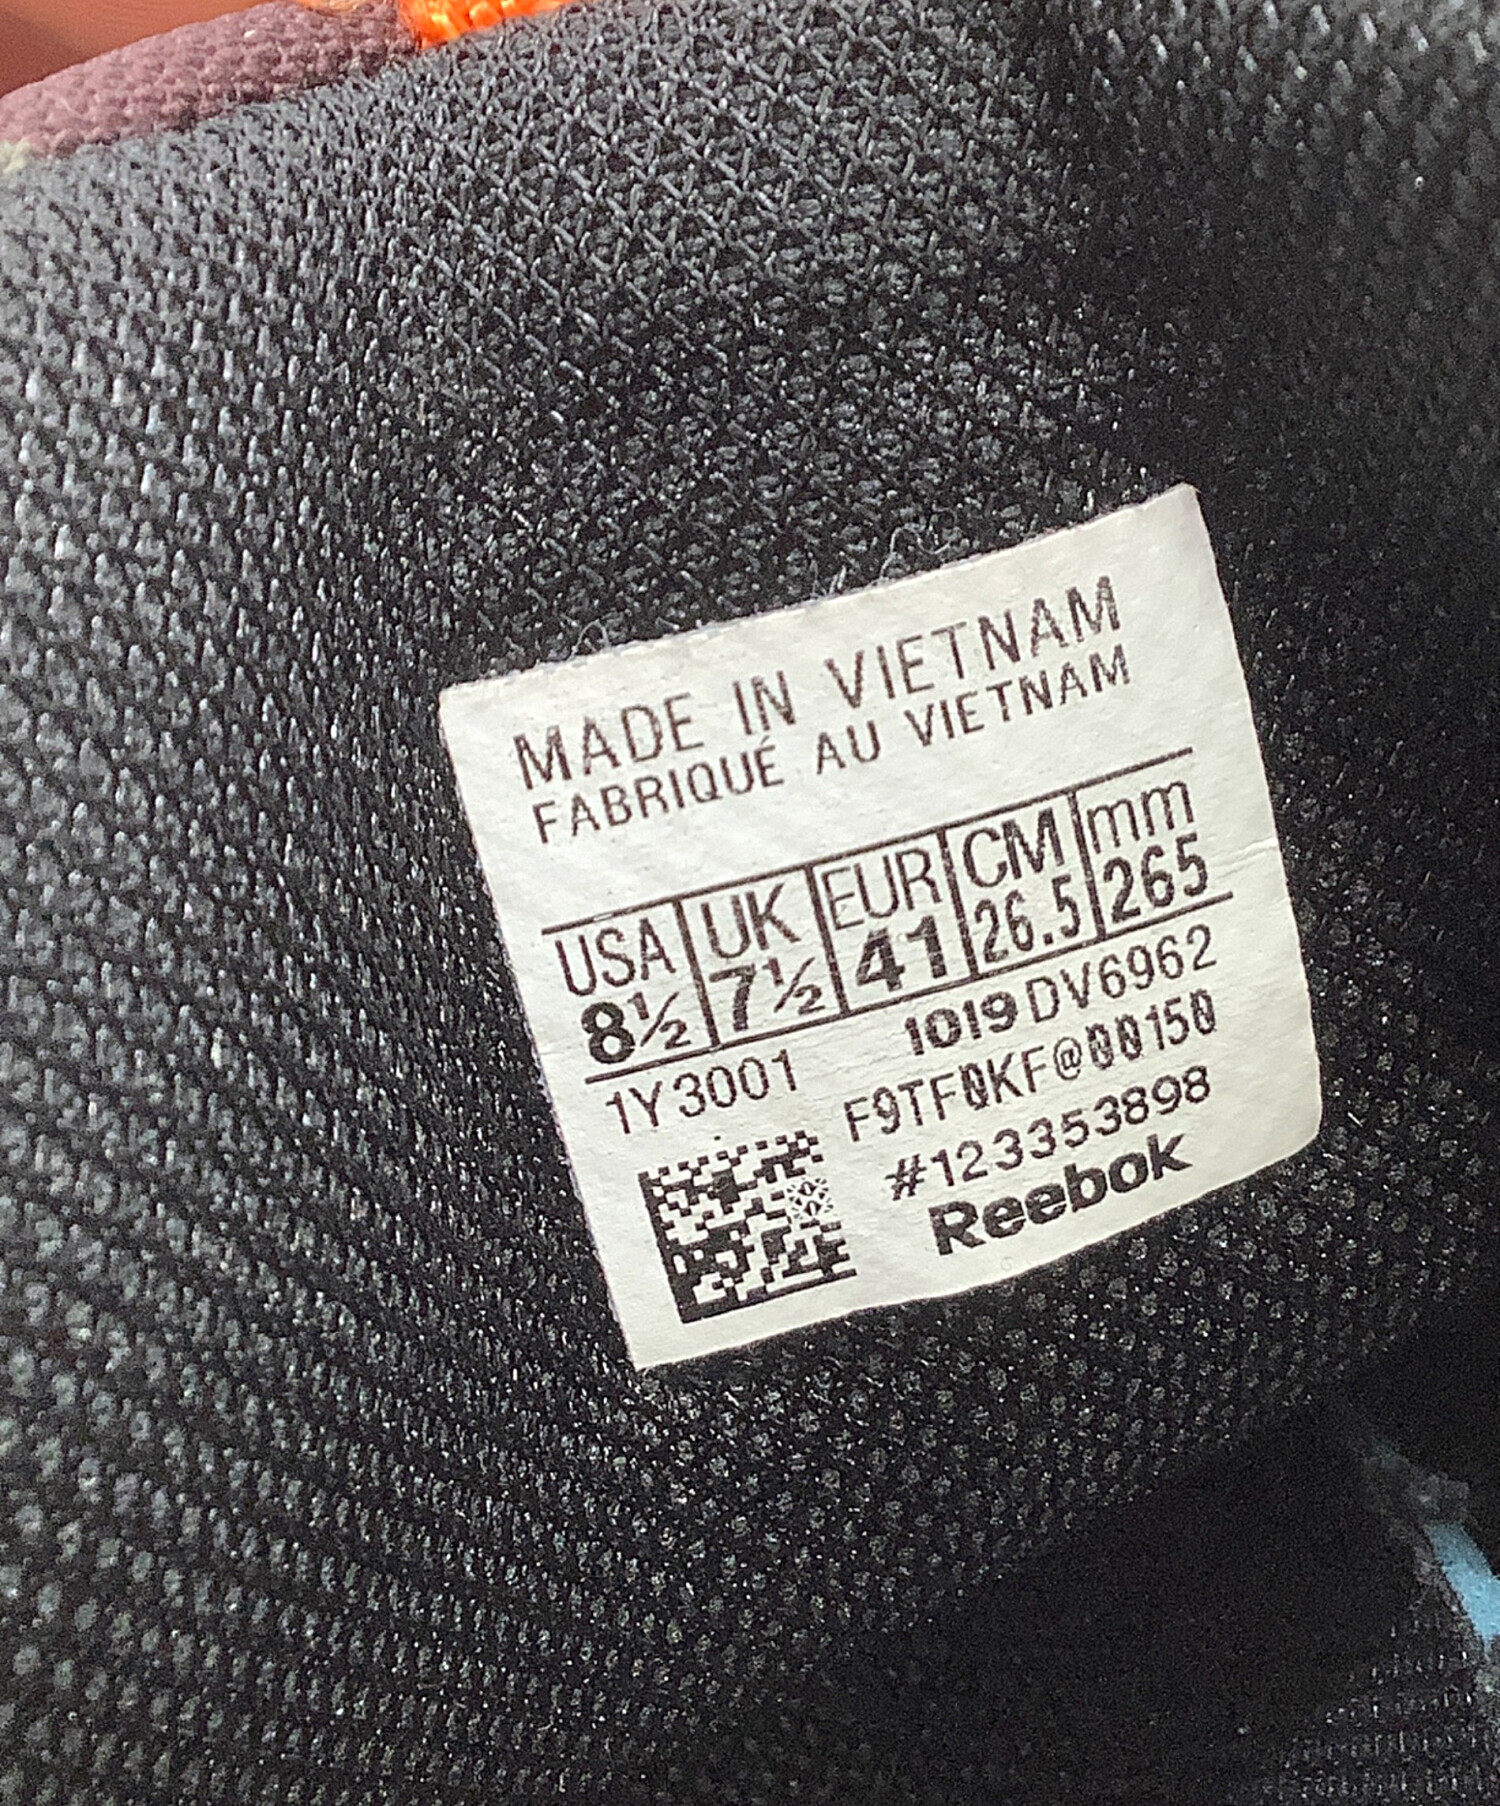 MADE IN VIETNAM
FABRIQUÉ AU VIETNAM
USA UK EUR CM mm
8½ 7½ 41 26.5 265
1Y3001 1019 DV6962
F9TF0KF@00150
#123353898
Reebok